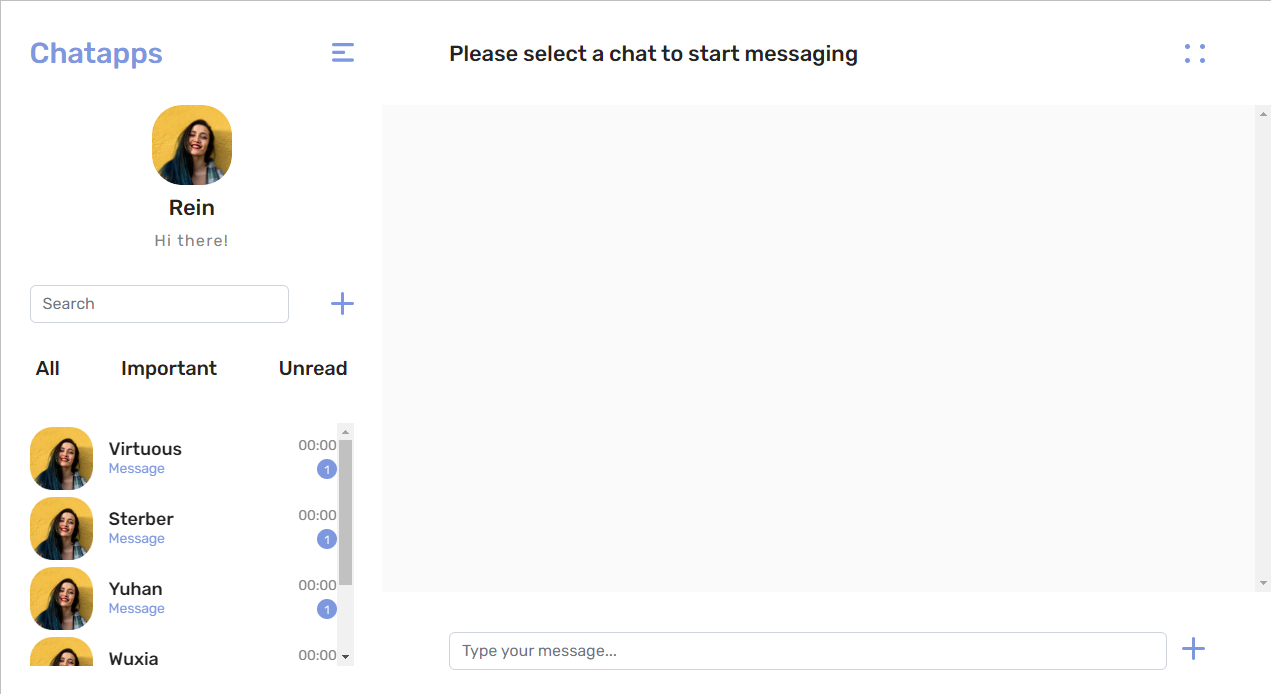 Chatapps
Please select a chat to start messaging
Rein
Hi there!
Search
All Important Unread
Virtuous 00:00
Message 1
Sterber 00:00
Message 1
Yuhan 00:00
Message 1
Wuxia 00:00
Type your message...